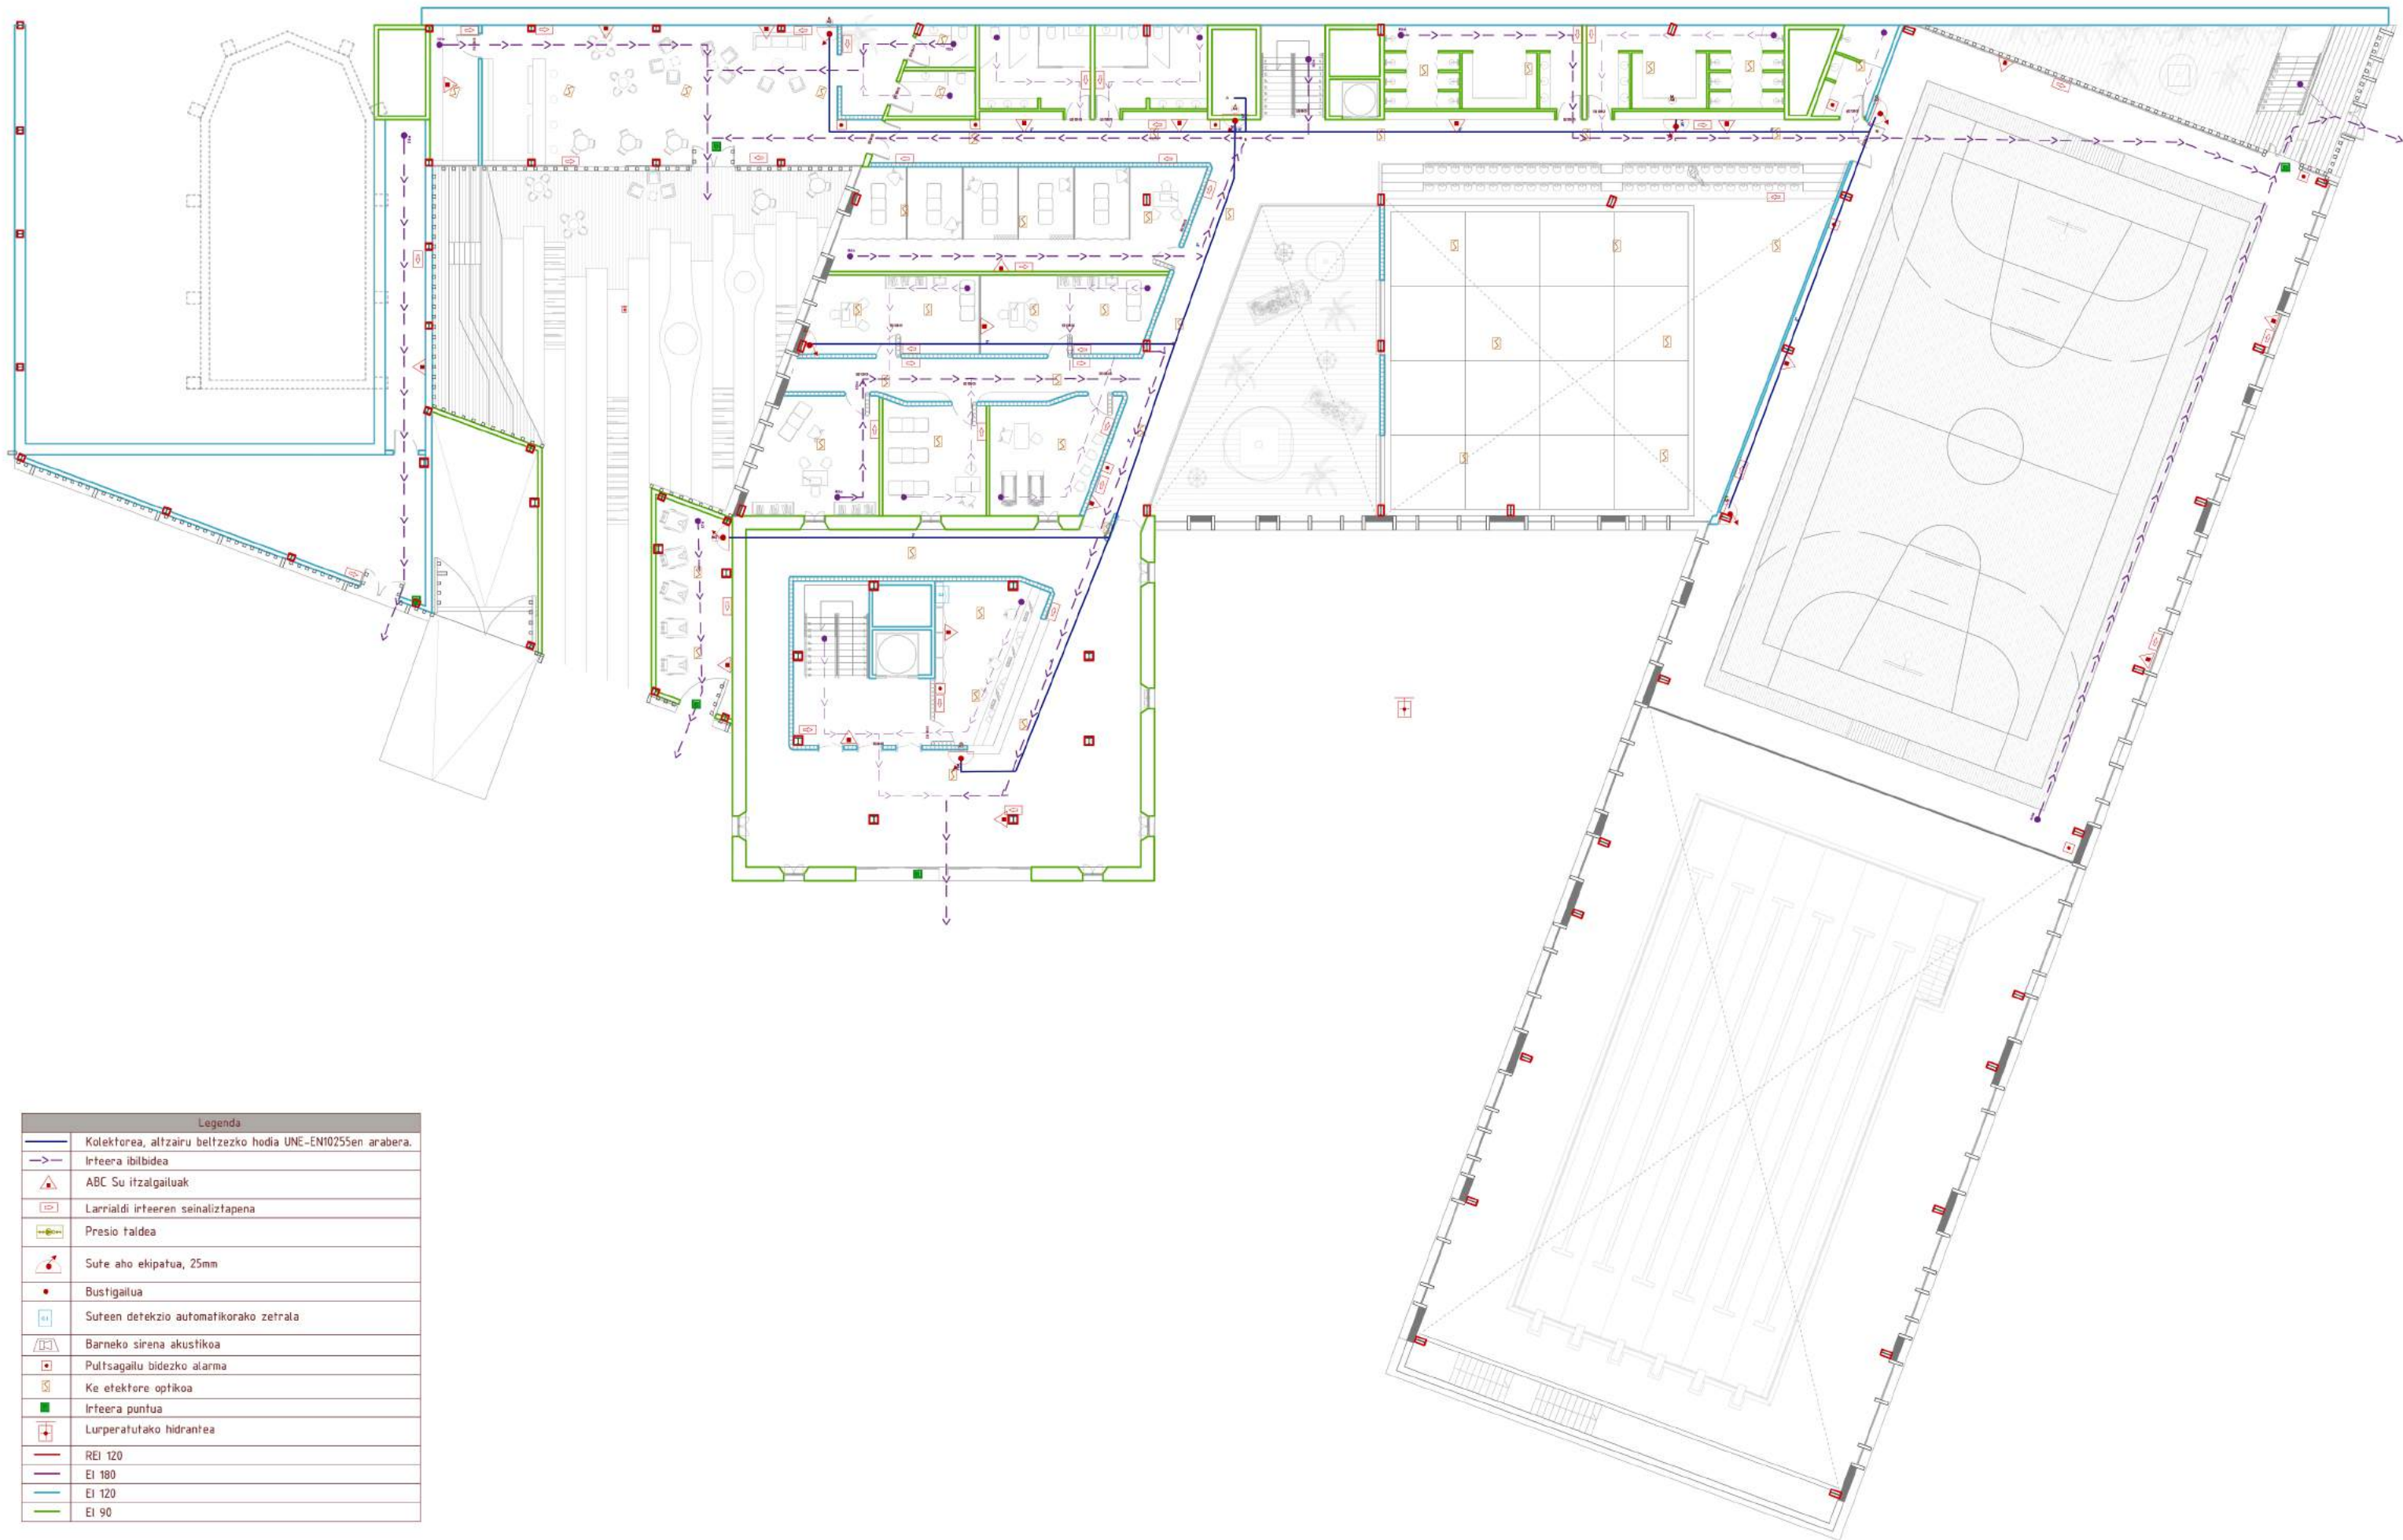 Legenda
Kolektorea, altzairu beltzezko hodia UNE-EN10255en arabera.
Irteera ibilbidea
ABC Su itzalgailuak
Larrialdi irteeren seinaliztapena
Presio taldea
Sute aho ekipatua, 25mm
Bustigailua
Suteen detekzio automatikorako zetrala
Barneko sirena akustikoa
Pultsagailu bidezko alarma
Ke etektore optikoa
Irteera puntua
Lurperatutako hidrantea
REI 120
EI 180
EI 120
EI 90